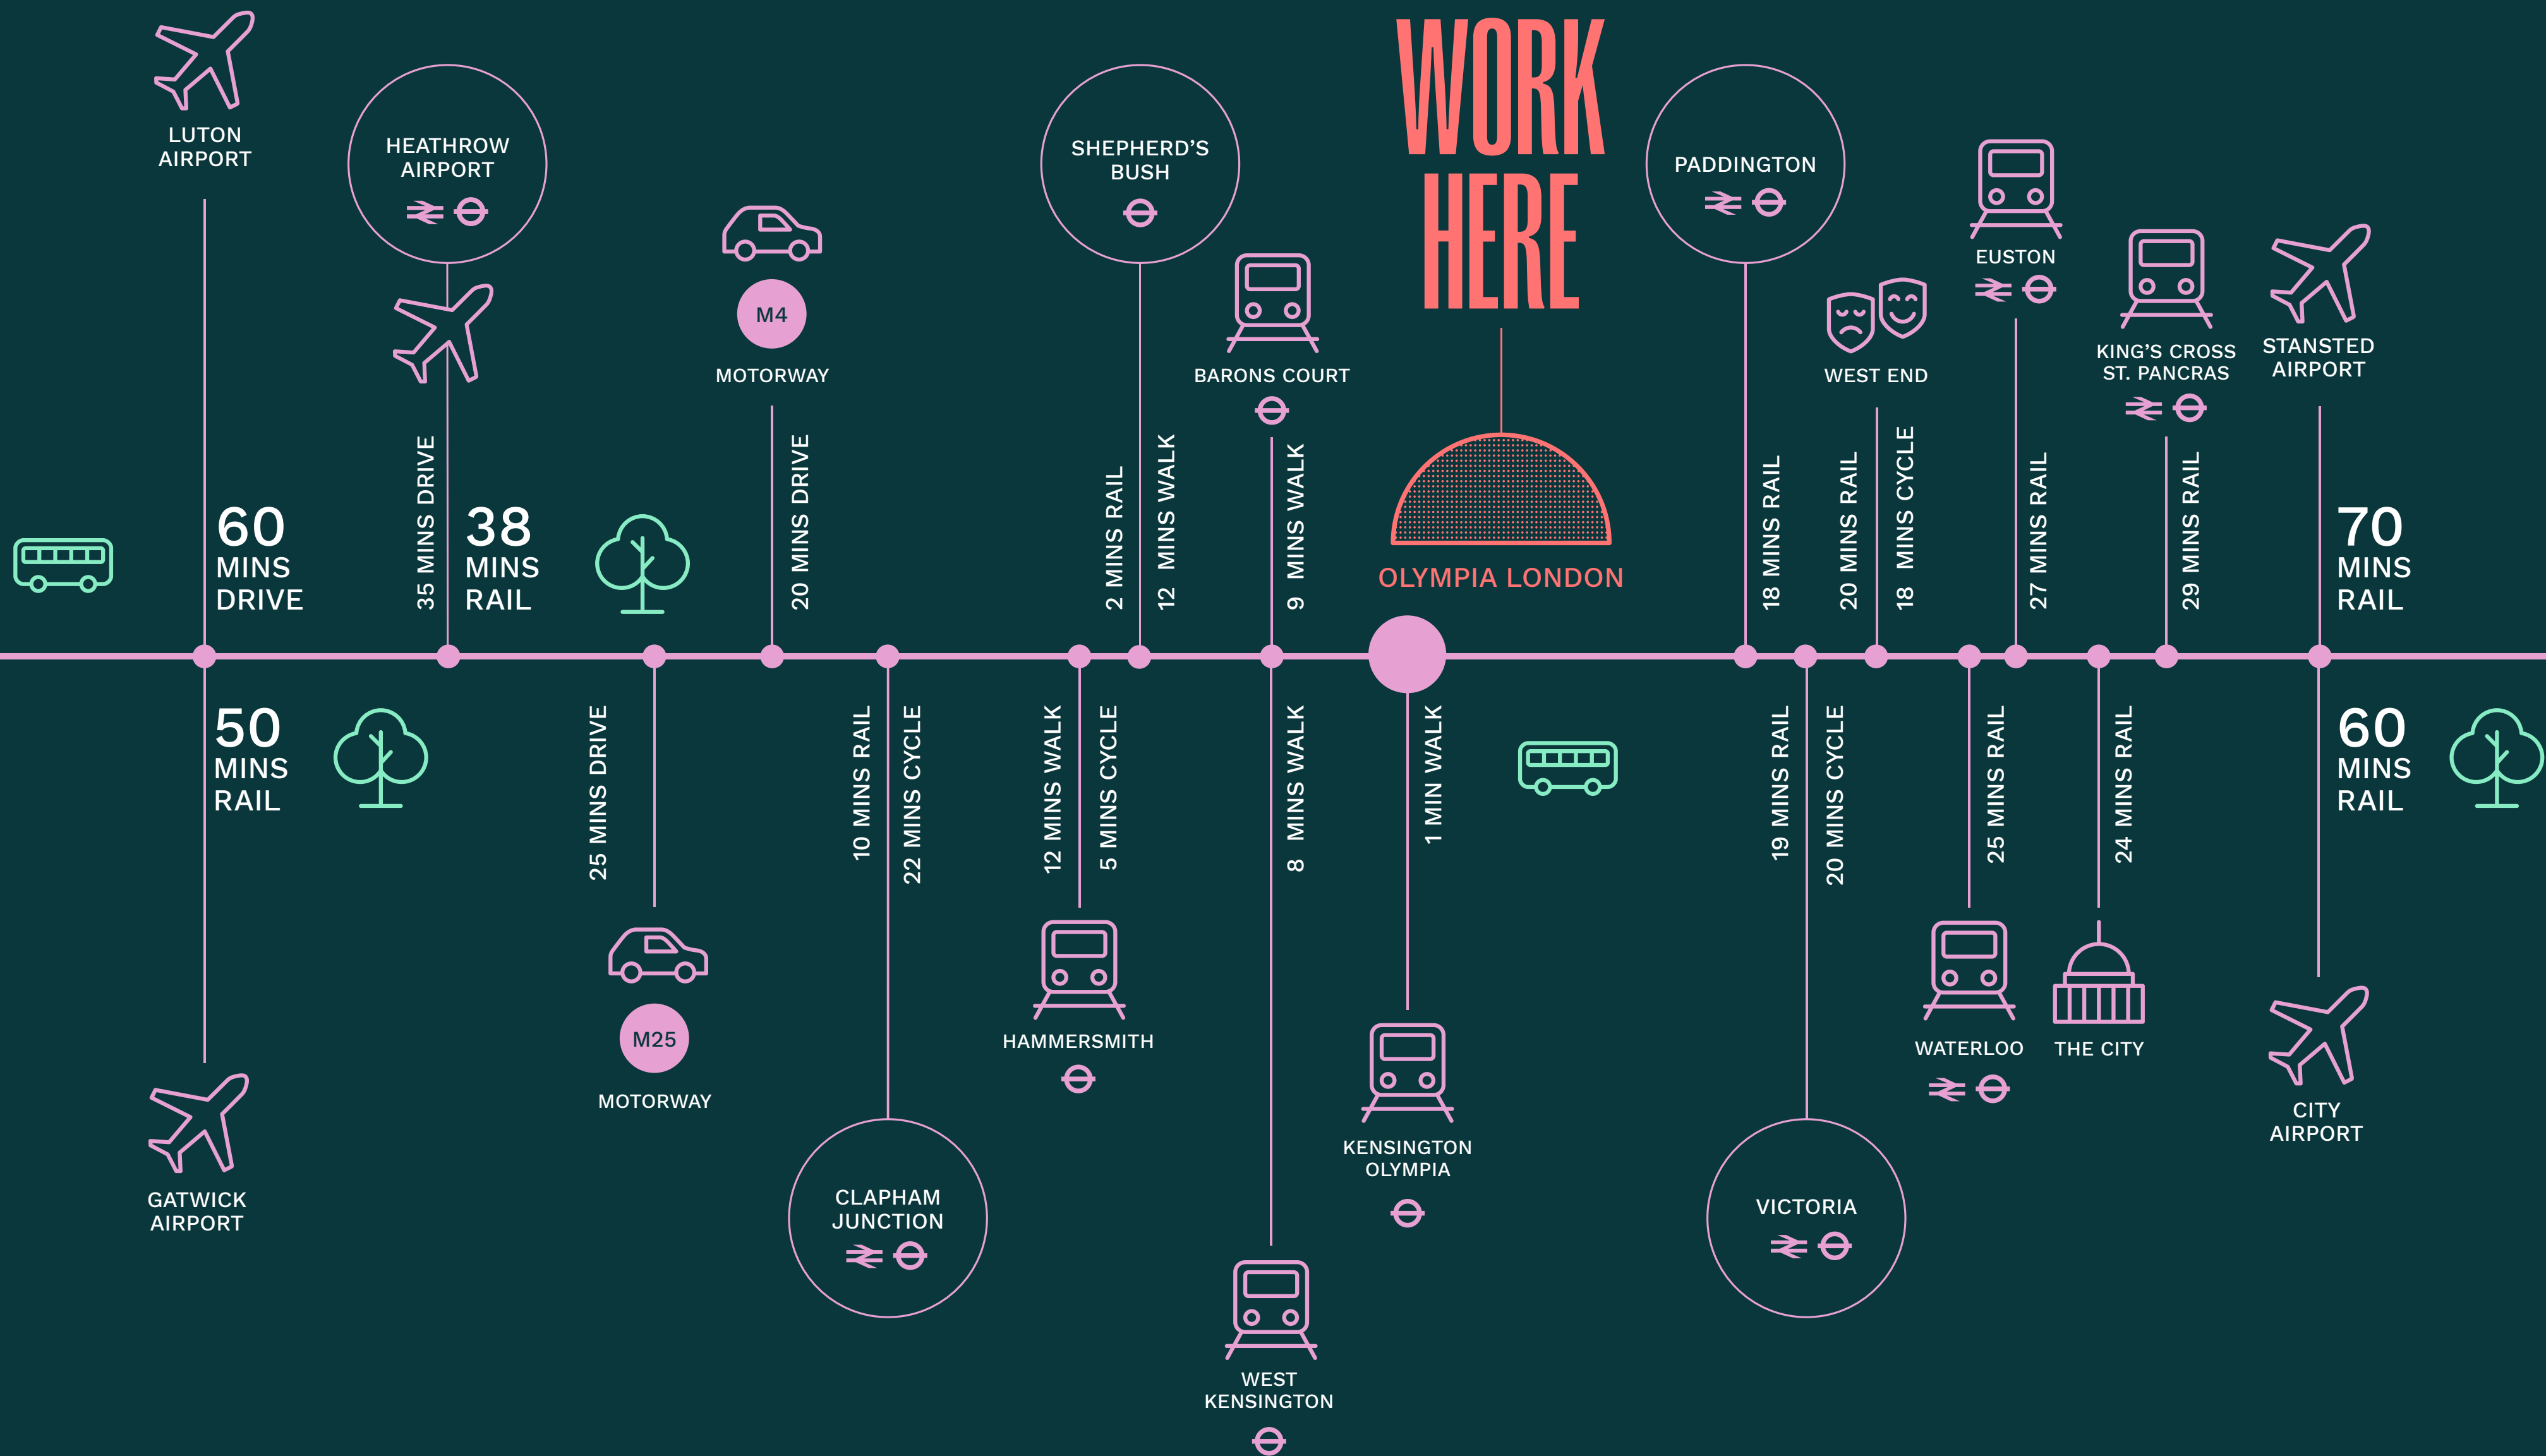 LUTON
AIRPORT
60
MINS
DRIVE
HEATHROW
AIRPORT
35 MINS DRIVE
38
MINS
RAIL
M4
MOTORWAY
20 MINS DRIVE
SHEPHERD'S
BUSH
2 MINS RAIL
12 MINS WALK
BARONS COURT
9 MINS WALK
WORK
HERE
OLYMPIA LONDON
PADDINGTON
18 MINS RAIL
WEST END
20 MINS RAIL
18 MINS CYCLE
EUSTON
27 MINS RAIL
KING'S CROSS
ST. PANCRAS
29 MINS RAIL
STANSTED
AIRPORT
70
MINS
RAIL
50
MINS
RAIL
GATWICK
AIRPORT
25 MINS DRIVE
M25
MOTORWAY
10 MINS RAIL
22 MINS CYCLE
CLAPHAM
JUNCTION
12 MINS WALK
5 MINS CYCLE
HAMMERSMITH
8 MINS WALK
WEST
KENSINGTON
1 MIN WALK
KENSINGTON
OLYMPIA
19 MINS RAIL
20 MINS CYCLE
VICTORIA
25 MINS RAIL
WATERLOO
24 MINS RAIL
THE CITY
60
MINS
RAIL
CITY
AIRPORT